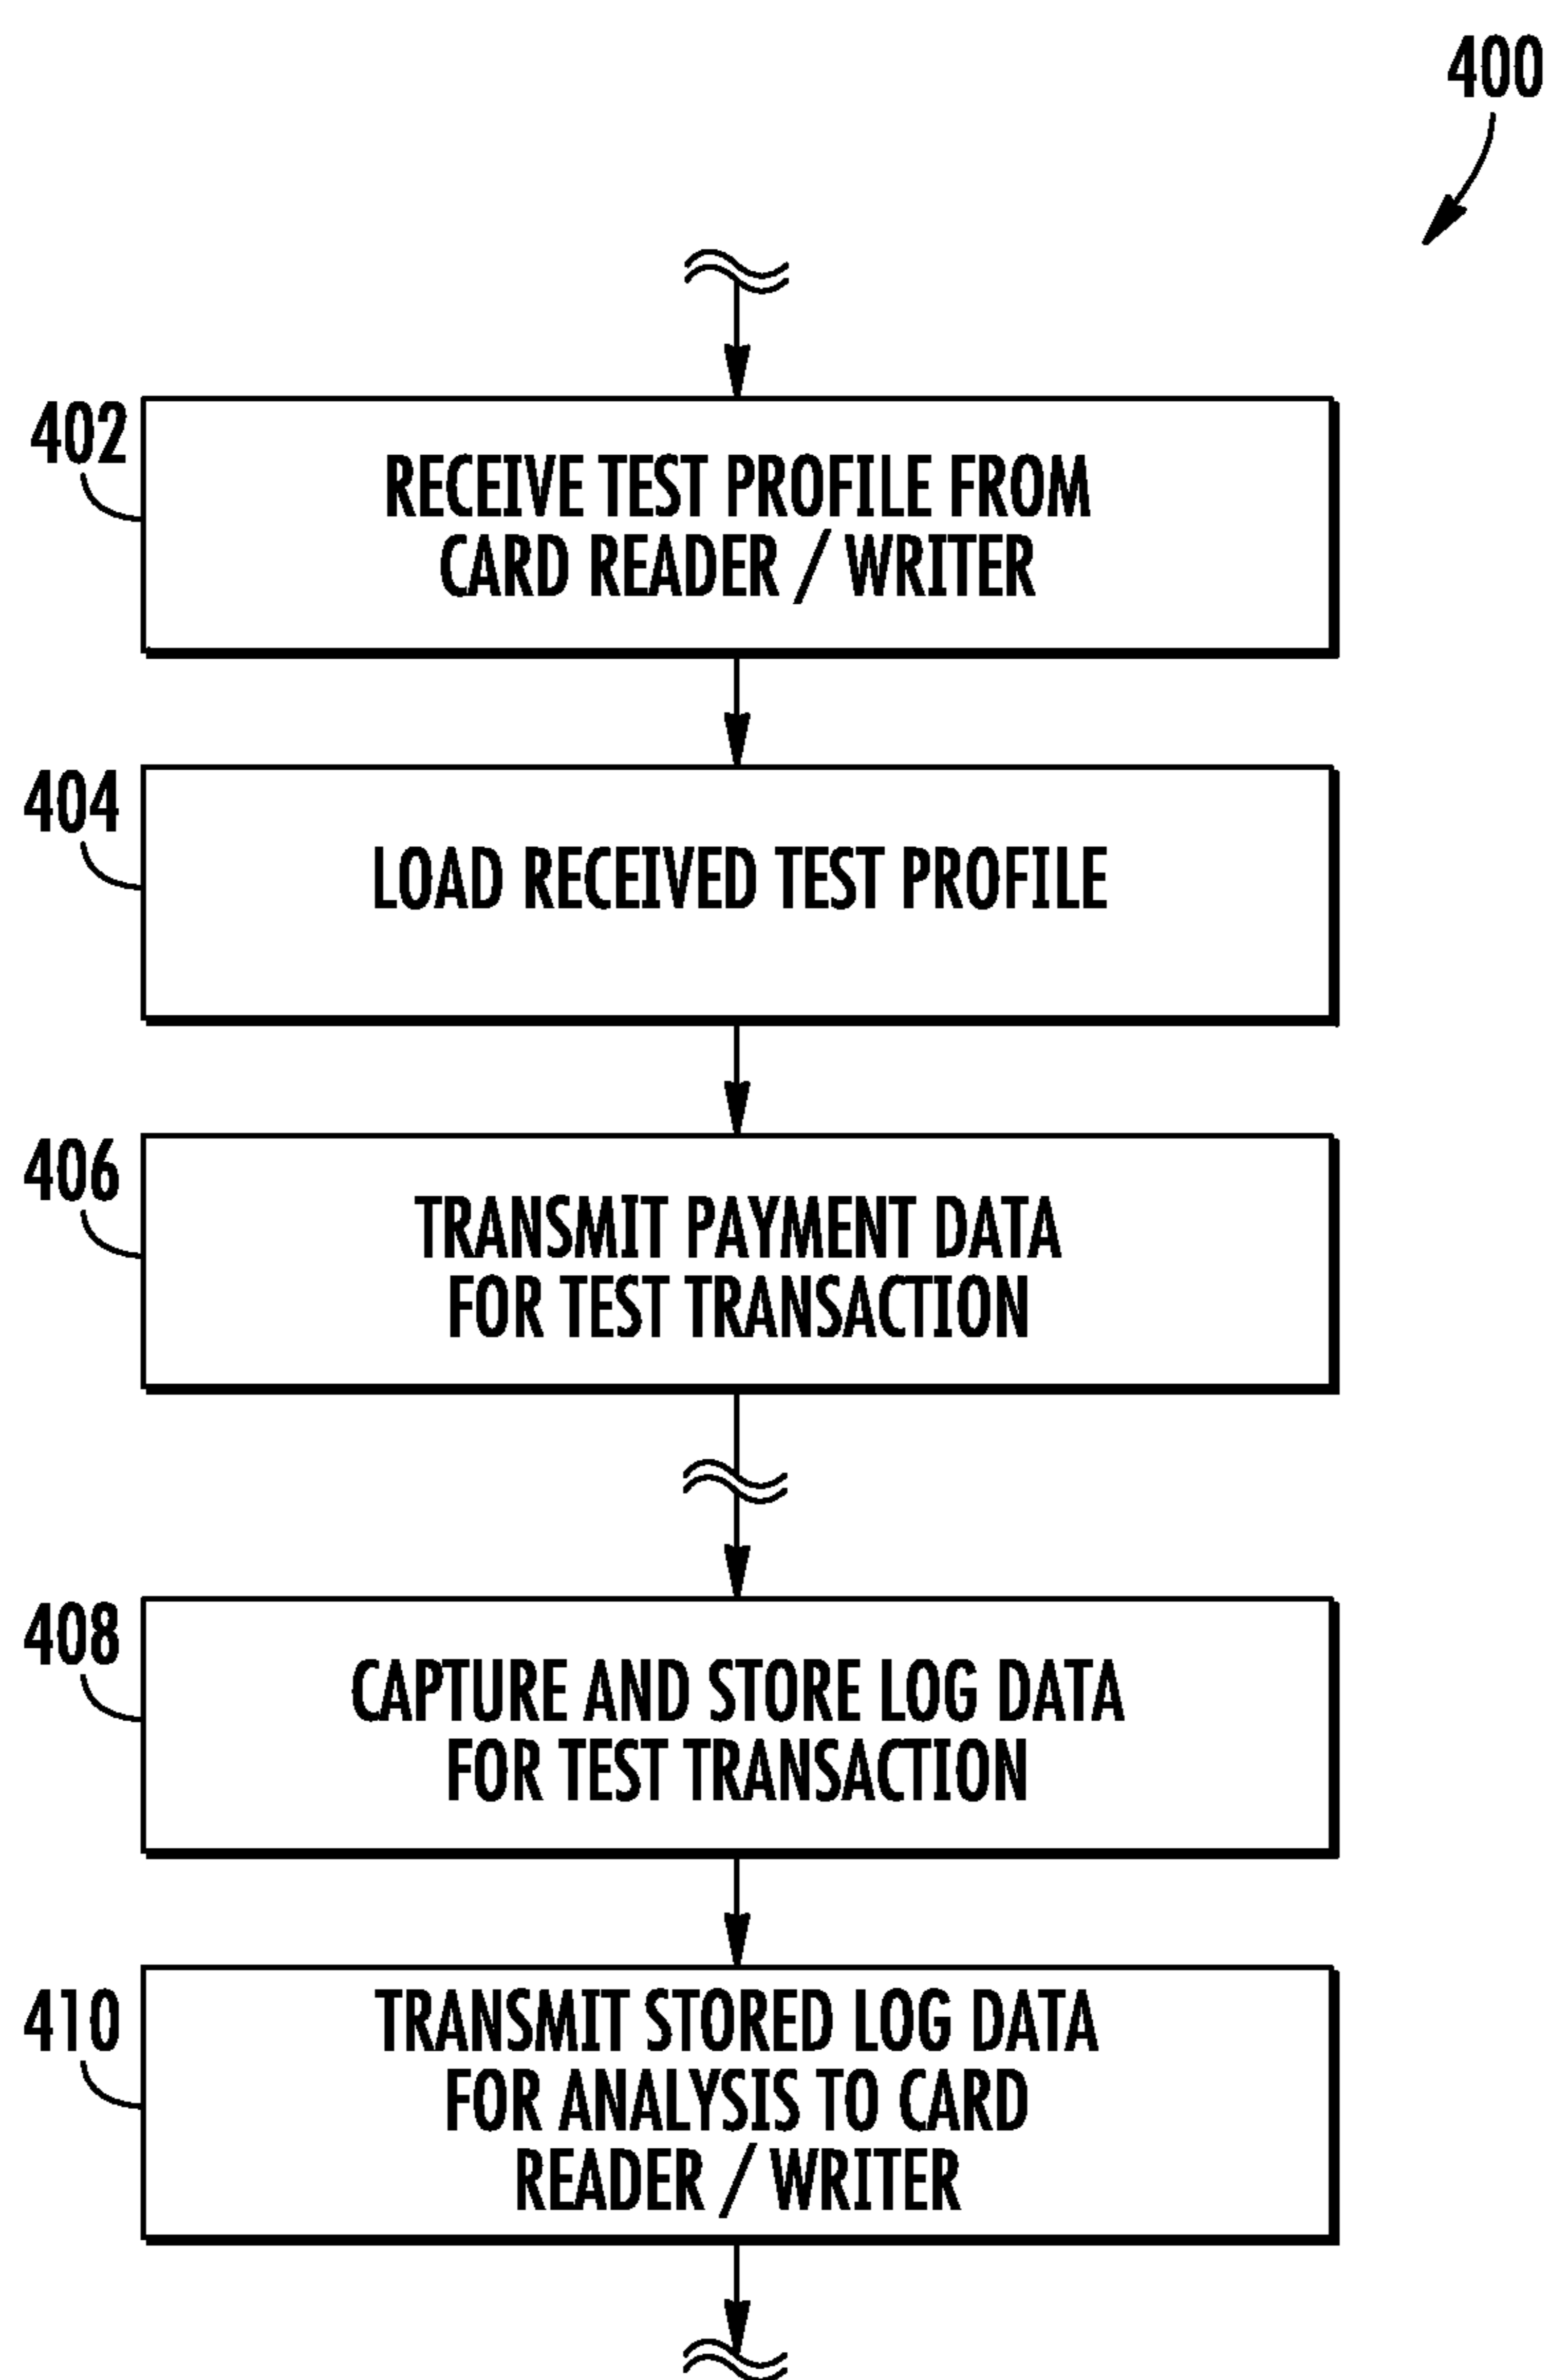 400
402
RECEIVE TEST PROFILE FROM
CARD READER / WRITER
404
LOAD RECEIVED TEST PROFILE
406
TRANSMIT PAYMENT DATA
FOR TEST TRANSACTION
408
CAPTURE AND STORE LOG DATA
FOR TEST TRANSACTION
410
TRANSMIT STORED LOG DATA
FOR ANALYSIS TO CARD
READER / WRITER